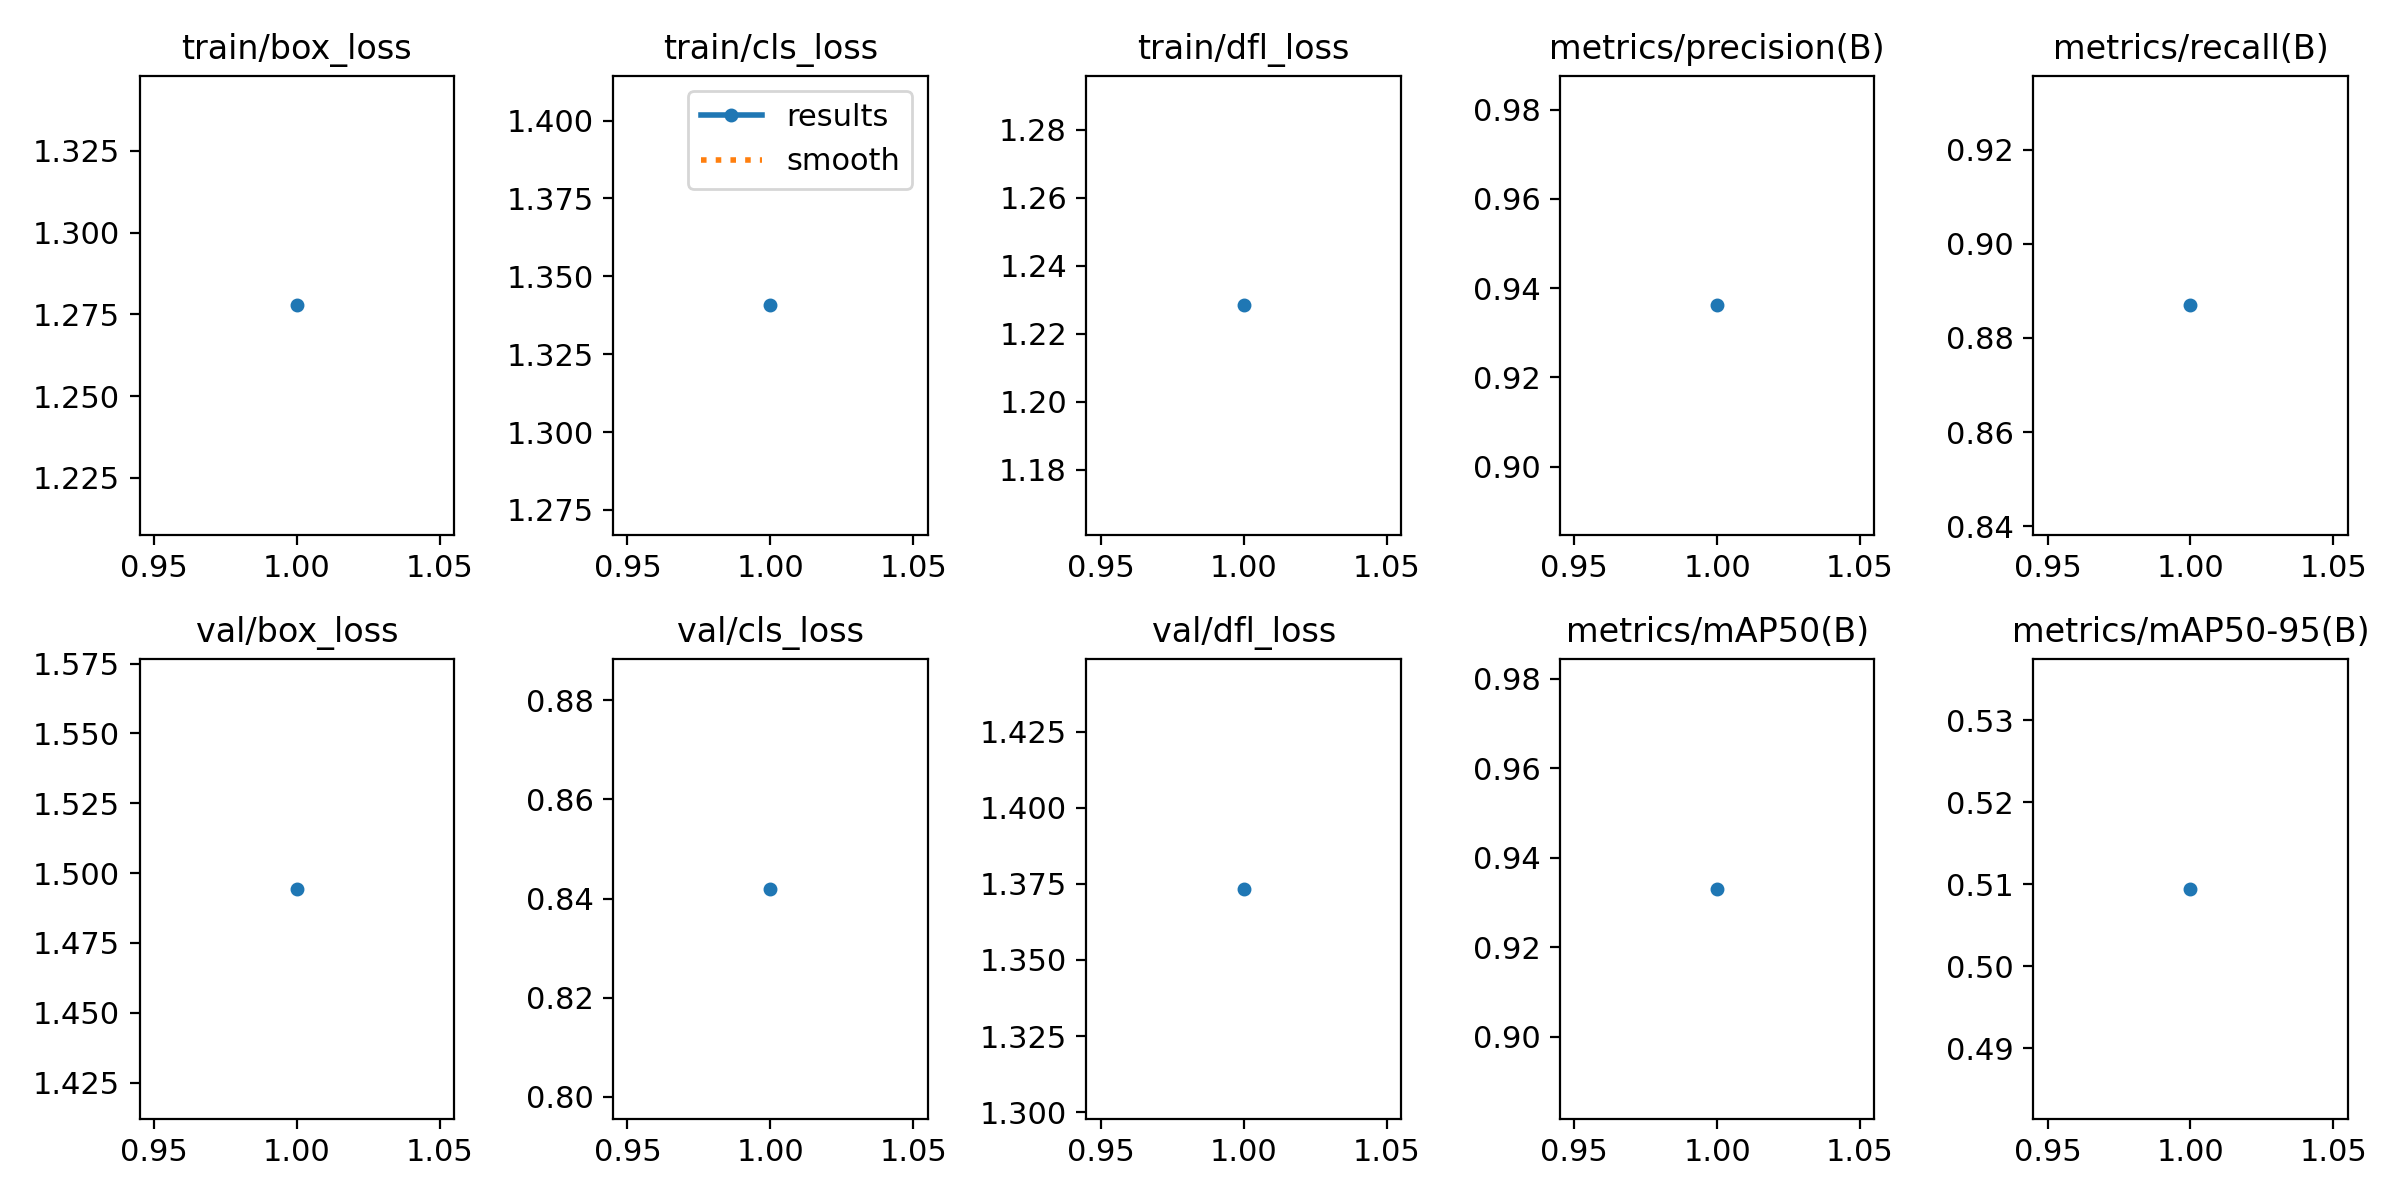 train/box_loss
1.325
1.300
1.275
1.250
1.225
0.95 1.00 1.05
train/cls_loss
results
smooth
1.400
1.375
1.350
1.325
1.300
1.275
0.95 1.00 1.05
train/dfl_loss
1.28
1.26
1.24
1.22
1.20
1.18
0.95 1.00 1.05
metrics/precision(B)
0.98
0.96
0.94
0.92
0.90
0.95 1.00 1.05
metrics/recall(B)
0.92
0.90
0.88
0.86
0.84
0.95 1.00 1.05
val/box_loss
1.575
1.550
1.525
1.500
1.475
1.450
1.425
0.95 1.00 1.05
val/cls_loss
0.88
0.86
0.84
0.82
0.80
0.95 1.00 1.05
val/dfl_loss
1.425
1.400
1.375
1.350
1.325
1.300
0.95 1.00 1.05
metrics/mAP50(B)
0.98
0.96
0.94
0.92
0.90
0.95 1.00 1.05
metrics/mAP50-95(B)
0.53
0.52
0.51
0.50
0.49
0.95 1.00 1.05